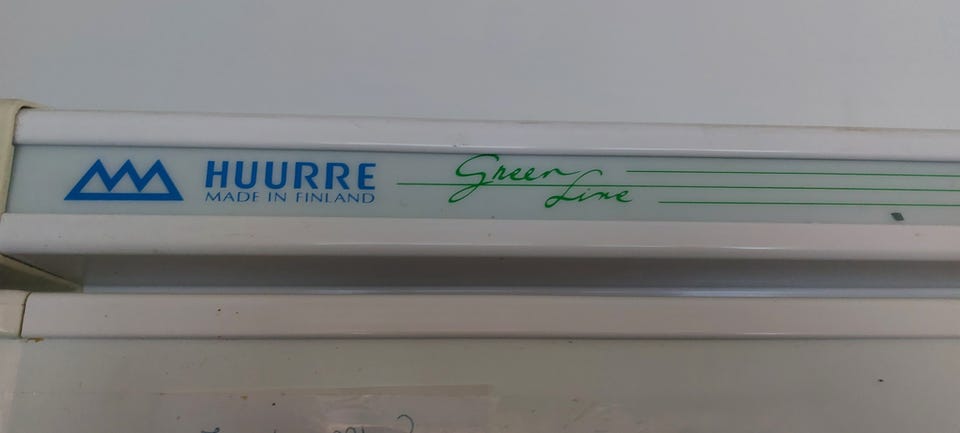 HUURRE
MADE IN FINLAND
Green
Line